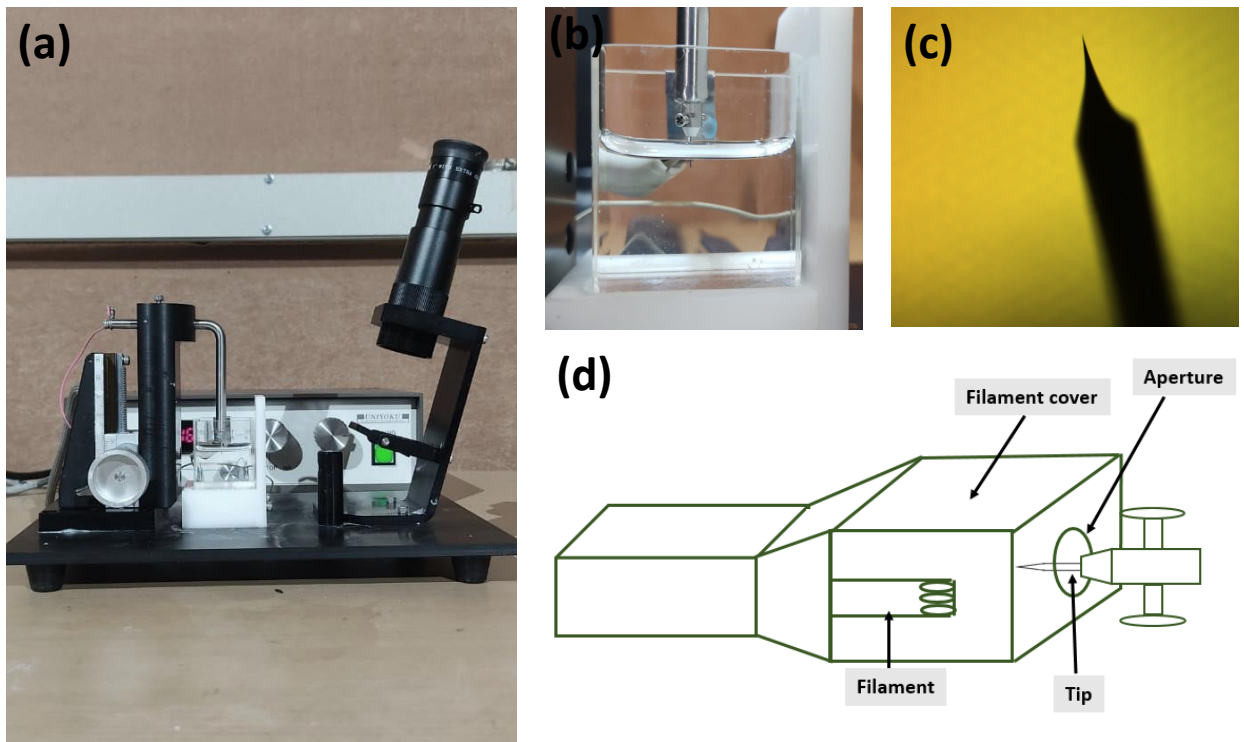 (a)
(b)
(c)
UNISOKU
(d)
Aperture
Filament cover
Filament
Tip